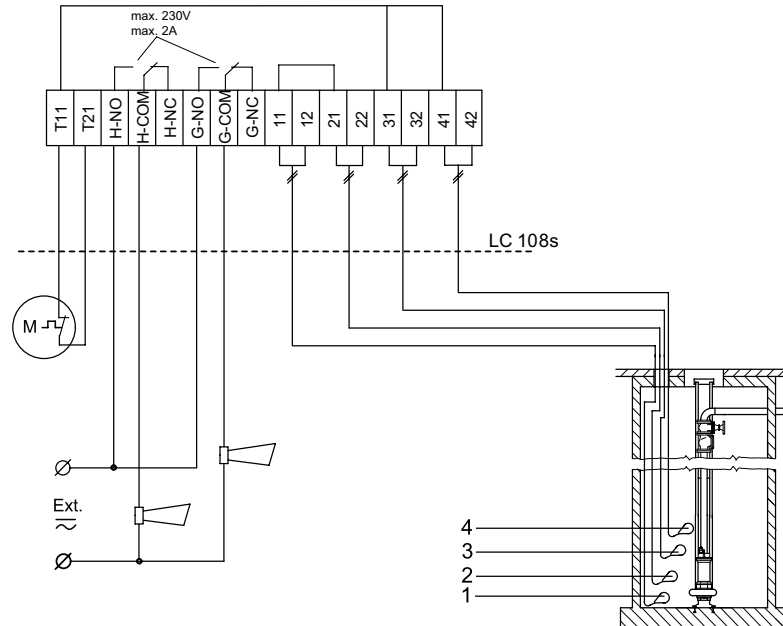 max. 230V
max. 2A
T11 T21 H-NO H-COM H-NC G-NO G-COM G-NC 11 12 21 22 31 32 41 42
LC 108s
M
Ext.
4
3
2
1